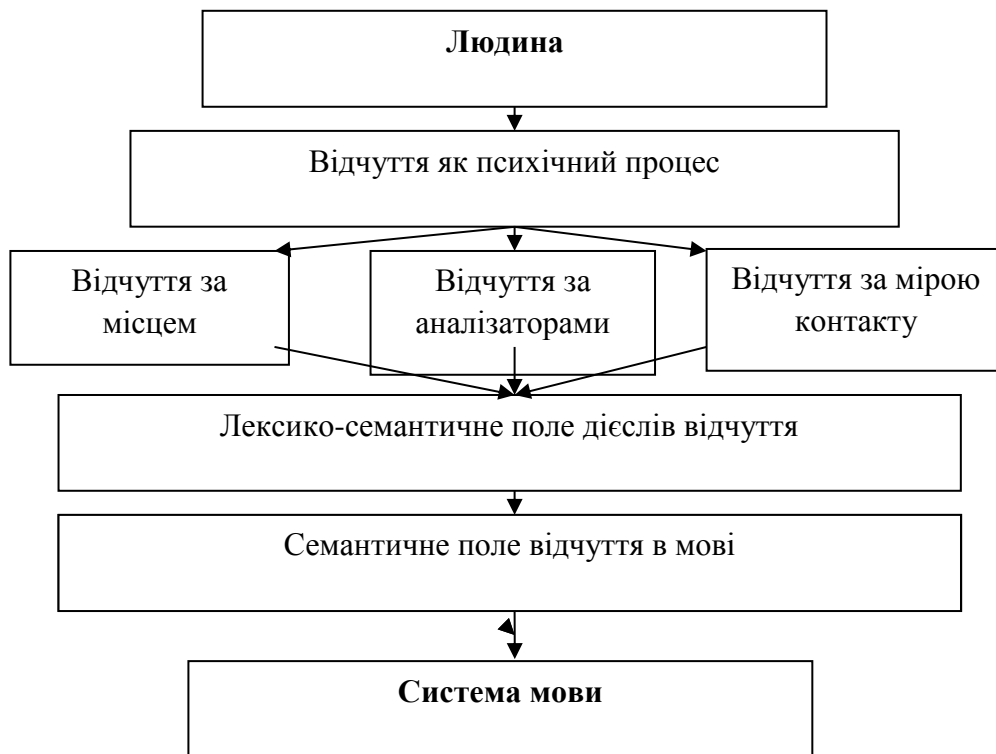 Людина
Відчуття як психічний процес
Відчуття за
місцем
Відчуття за
аналізаторами
Відчуття за мірою
контакту
Лексико-семантичне поле дієслів відчуття
Семантичне поле відчуття в мові
Система мови